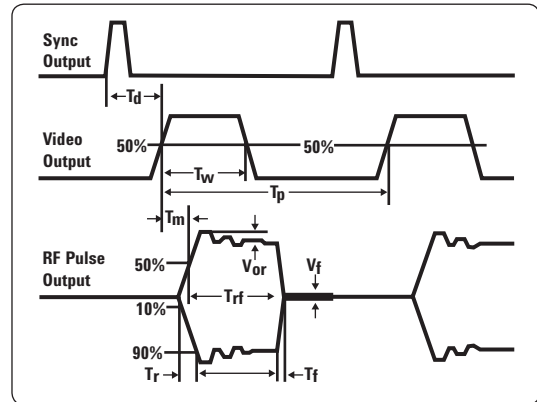 Sync
Output
Td
Video
Output
50%
50%
Tw
Tp
Tm
RF Pulse
Output
50%
Vor
Vf
Trf
10%
90%
Tr
Tf